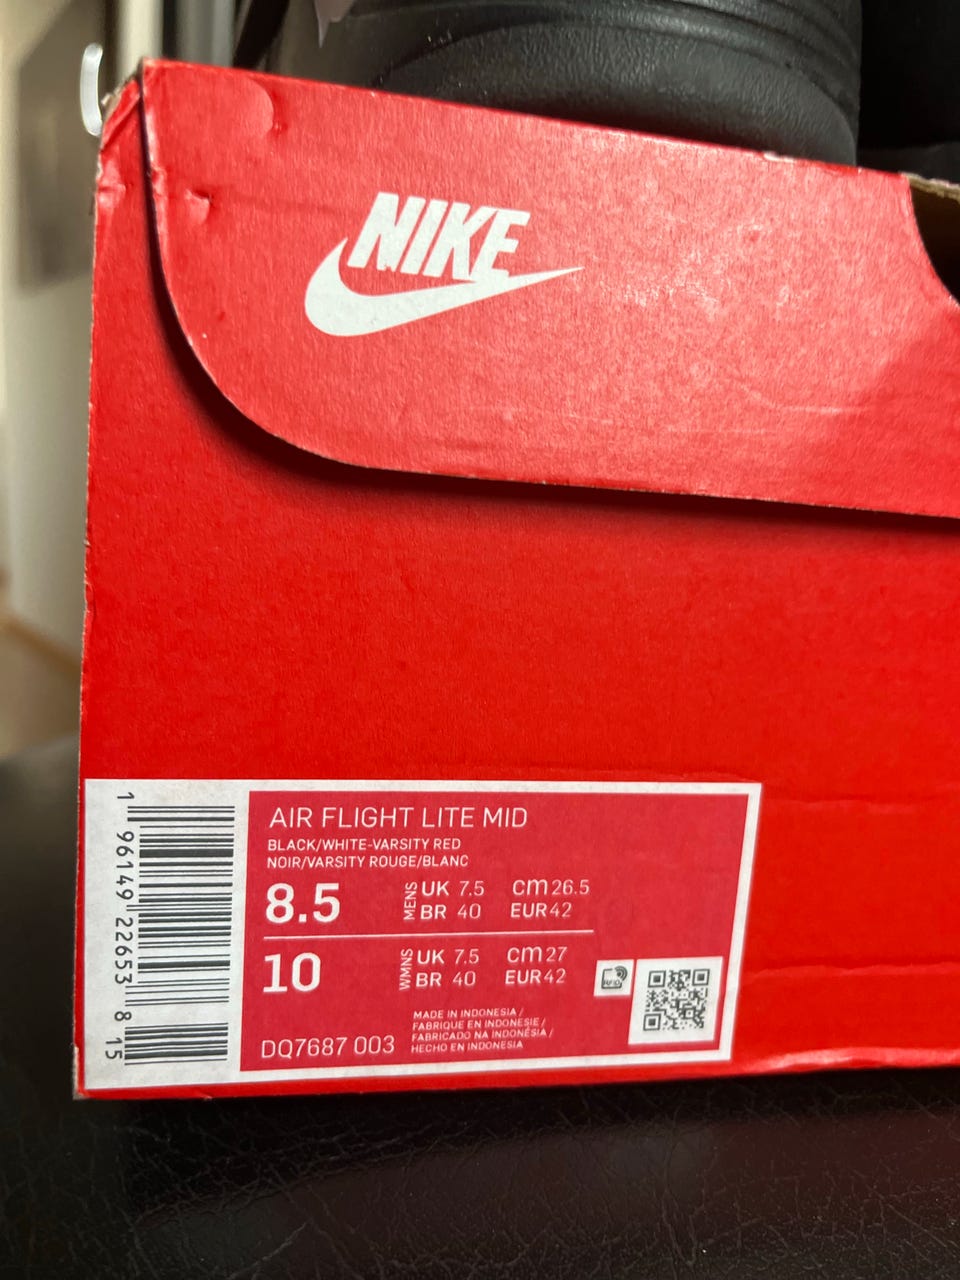 NIKE
AIR FLIGHT LITE MID
BLACK/WHITE-VARSITY RED
NOIR/VARSITY ROUGE/BLANC
8.5 MENS UK 7.5 cm 26.5
BR 40 EUR 42
10 WMNS UK 7.5 cm 27
BR 40 EUR 42
RFID
DQ7687 003
MADE IN INDONESIA /
FABRIQUE EN INDONESIE /
FABRICADO NA INDONÉSIA /
HECHO EN INDONESIA
1 96149 22653 8 15